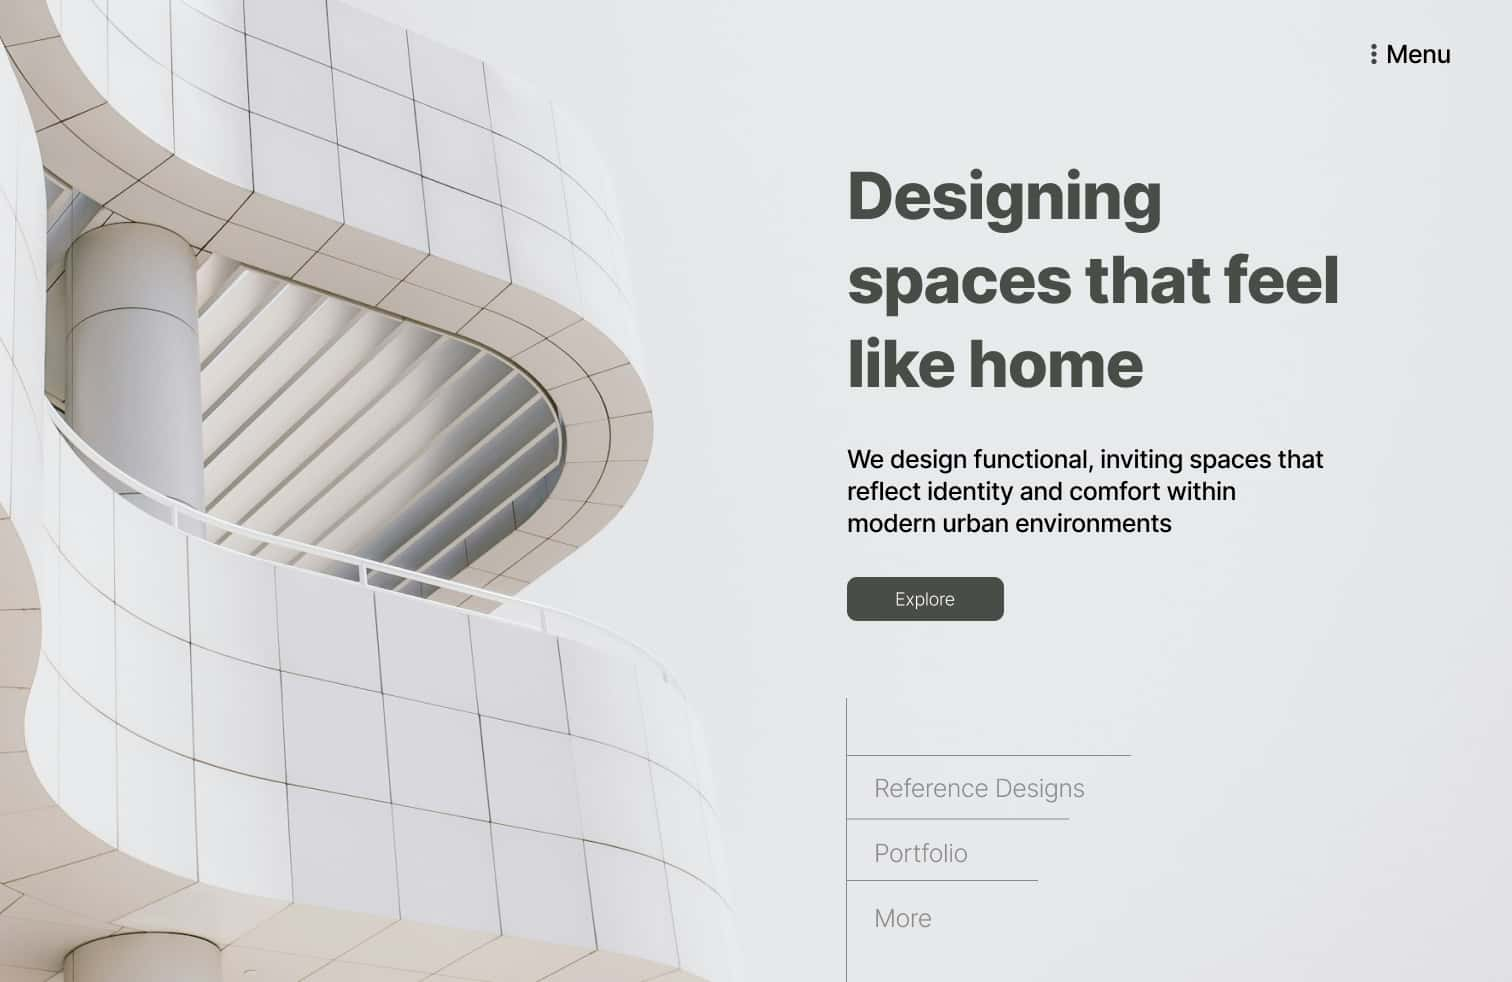 Menu
Designing
spaces that feel
like home
We design functional, inviting spaces that
reflect identity and comfort within
modern urban environments
Explore
Reference Designs
Portfolio
More